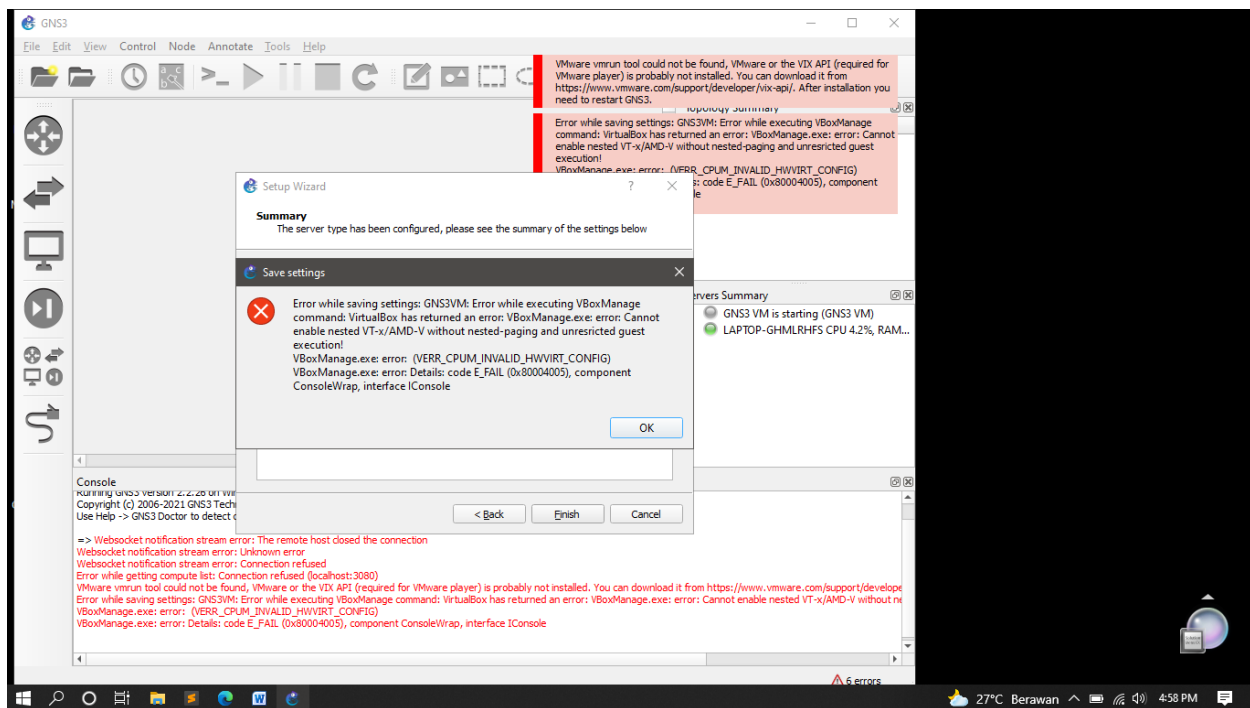 GNS3
File Edit View Control Node Annotate Tools Help
VMware vmrun tool could not be found, VMware or the VIX API (required for
VMware player) is probably not installed. You can download it from
https://www.vmware.com/support/developer/vix-api/. After installation you
need to restart GNS3.
Topology Summary
Error while saving settings: GNS3VM: Error while executing VBoxManage
command: VirtualBox has returned an error: VBoxManage.exe: error: Cannot
enable nested VT-x/AMD-V without nested-paging and unresricted guest
execution!
VBoxManage.exe: error: (VERR_CPUM_INVALID_HWVIRT_CONFIG)
s: code E_FAIL (0x80004005), component
le
Setup Wizard
Summary
The server type has been configured, please see the summary of the settings below
Save settings
Error while saving settings: GNS3VM: Error while executing VBoxManage
command: VirtualBox has returned an error: VBoxManage.exe: error: Cannot
enable nested VT-x/AMD-V without nested-paging and unresricted guest
execution!
VBoxManage.exe: error: (VERR_CPUM_INVALID_HWVIRT_CONFIG)
VBoxManage.exe: error: Details: code E_FAIL (0x80004005), component
ConsoleWrap, interface IConsole
OK
ervers Summary
GNS3 VM is starting (GNS3 VM)
LAPTOP-GHMLRHFS CPU 4.2%, RAM...
< Back Finish Cancel
Console
Running GNS3 version 2.2.26 on Wi
Copyright (c) 2006-2021 GNS3 Tech
Use Help -> GNS3 Doctor to detect
=> Websocket notification stream error: The remote host closed the connection
Websocket notification stream error: Unknown error
Websocket notification stream error: Connection refused
Error while getting compute list: Connection refused (localhost:3080)
VMware vmrun tool could not be found, VMware or the VIX API (required for VMware player) is probably not installed. You can download it from https://www.vmware.com/support/develope
Error while saving settings: GNS3VM: Error while executing VBoxManage command: VirtualBox has returned an error: VBoxManage.exe: error: Cannot enable nested VT-x/AMD-V without ne
VBoxManage.exe: error: (VERR_CPUM_INVALID_HWVIRT_CONFIG)
VBoxManage.exe: error: Details: code E_FAIL (0x80004005), component ConsoleWrap, interface IConsole
6 errors
27°C Berawan 4:58 PM